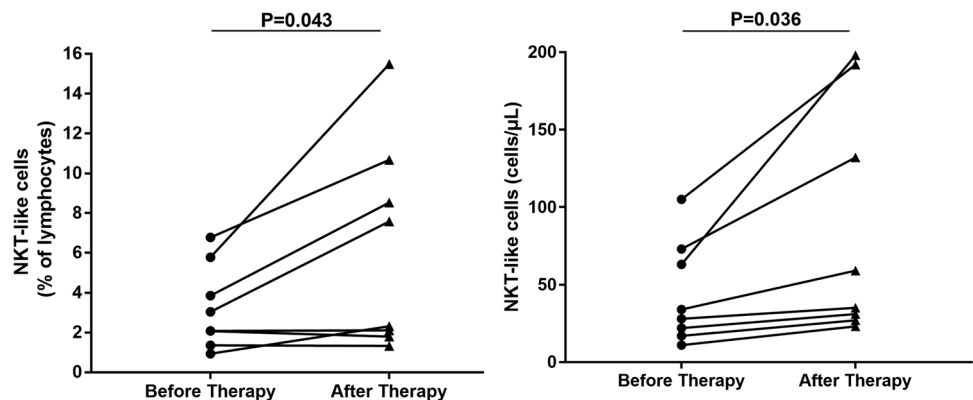 P=0.043
16
14
12
10
8
6
4
2
0
NKT-like cells
(% of lymphocytes)
Before Therapy
After Therapy
P=0.036
200
150
100
50
0
NKT-like cells (cells/μL)
Before Therapy
After Therapy